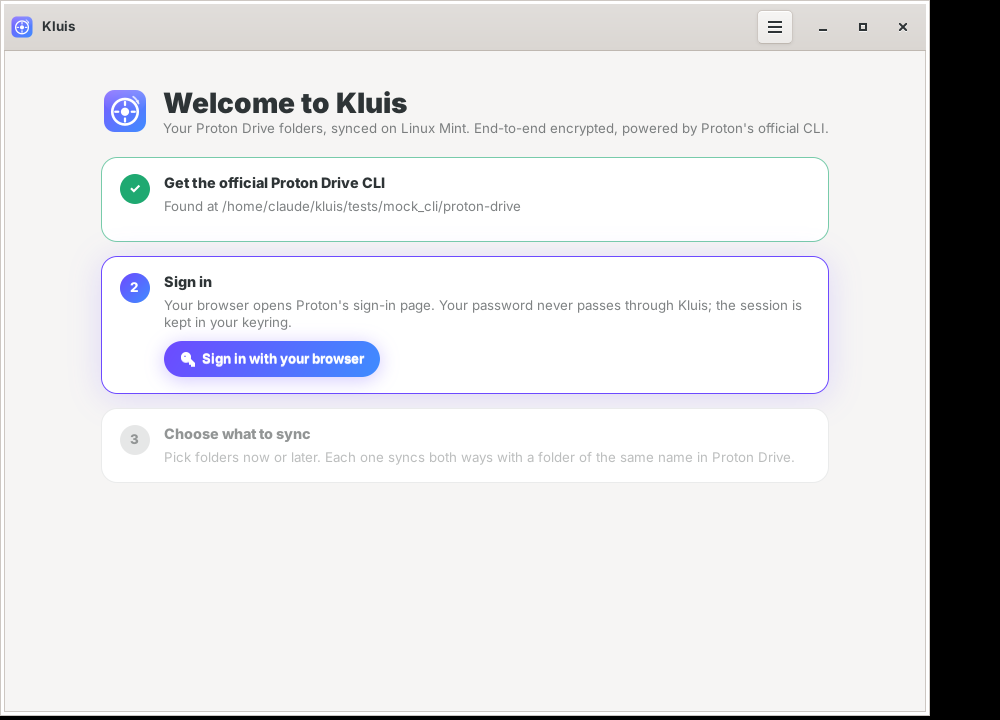 Kluis
Welcome to Kluis
Your Proton Drive folders, synced on Linux Mint. End-to-end encrypted, powered by Proton's official CLI.
Get the official Proton Drive CLI
Found at /home/claude/kluis/tests/mock_cli/proton-drive
2
Sign in
Your browser opens Proton's sign-in page. Your password never passes through Kluis; the session is
kept in your keyring.
Sign in with your browser
3
Choose what to sync
Pick folders now or later. Each one syncs both ways with a folder of the same name in Proton Drive.